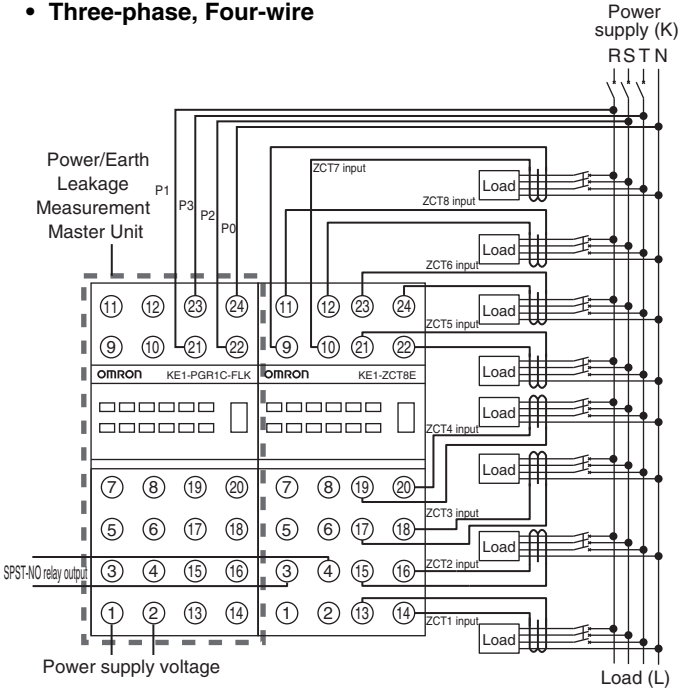 • Three-phase, Four-wire
Power
supply (K)
R S T N
Power/Earth
Leakage
Measurement
Master Unit
P1
P3
P2
P0
ZCT7 input
Load
ZCT8 input
Load
ZCT6 input
Load
ZCT5 input
Load
Load
ZCT4 input
Load
ZCT3 input
Load
ZCT2 input
ZCT1 input
Load
11 12 23 24 11 12 23 24
9 10 21 22 9 10 21 22
OMRON KE1-PGR1C-FLK OMRON KE1-ZCT8E
7 8 19 20 7 8 19 20
5 6 17 18 5 6 17 18
SPST-NO relay output
3 4 15 16 3 4 15 16
1 2 13 14 1 2 13 14
Power supply voltage
Load (L)